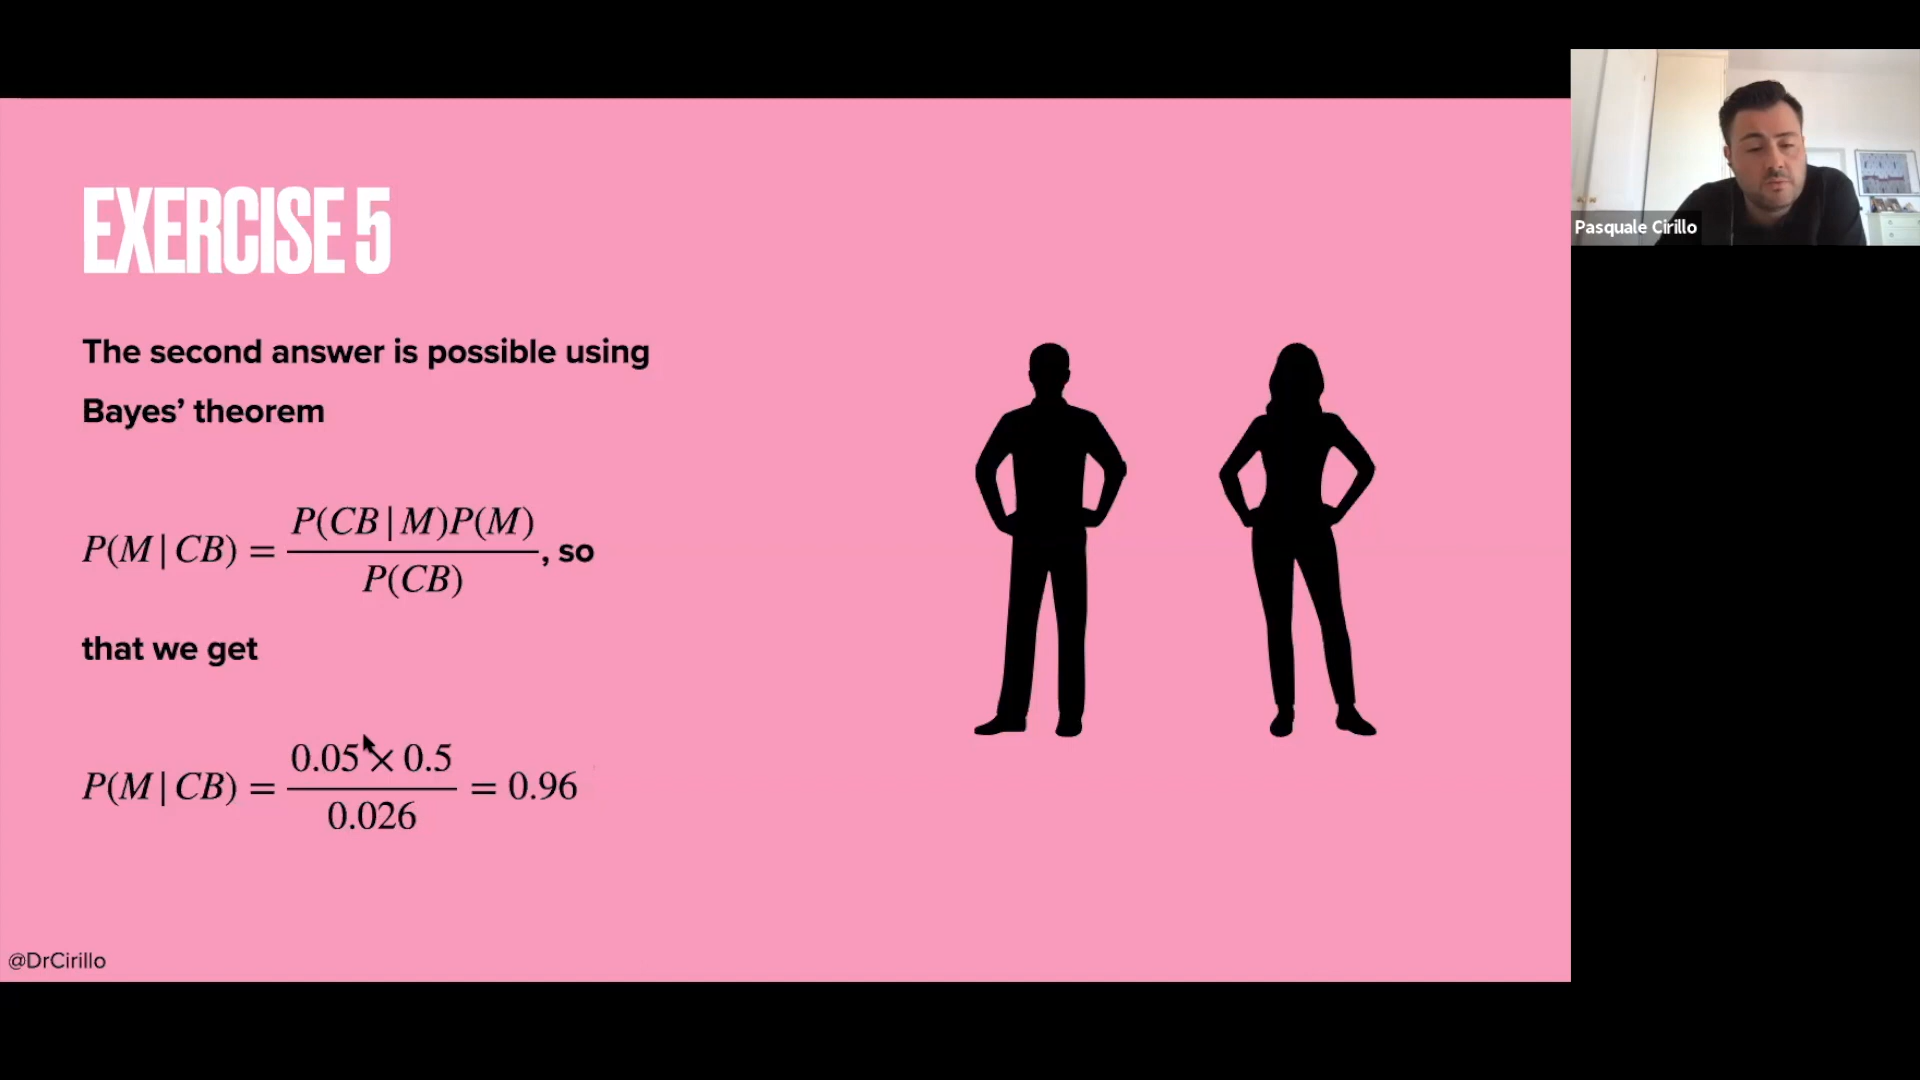 EXERCISE 5
The second answer is possible using
Bayes’ theorem
P(M | CB) = P(CB | M)P(M) / P(CB) , so
that we get
P(M | CB) = 0.05 × 0.5 / 0.026 = 0.96
@DrCirillo
Pasquale Cirillo